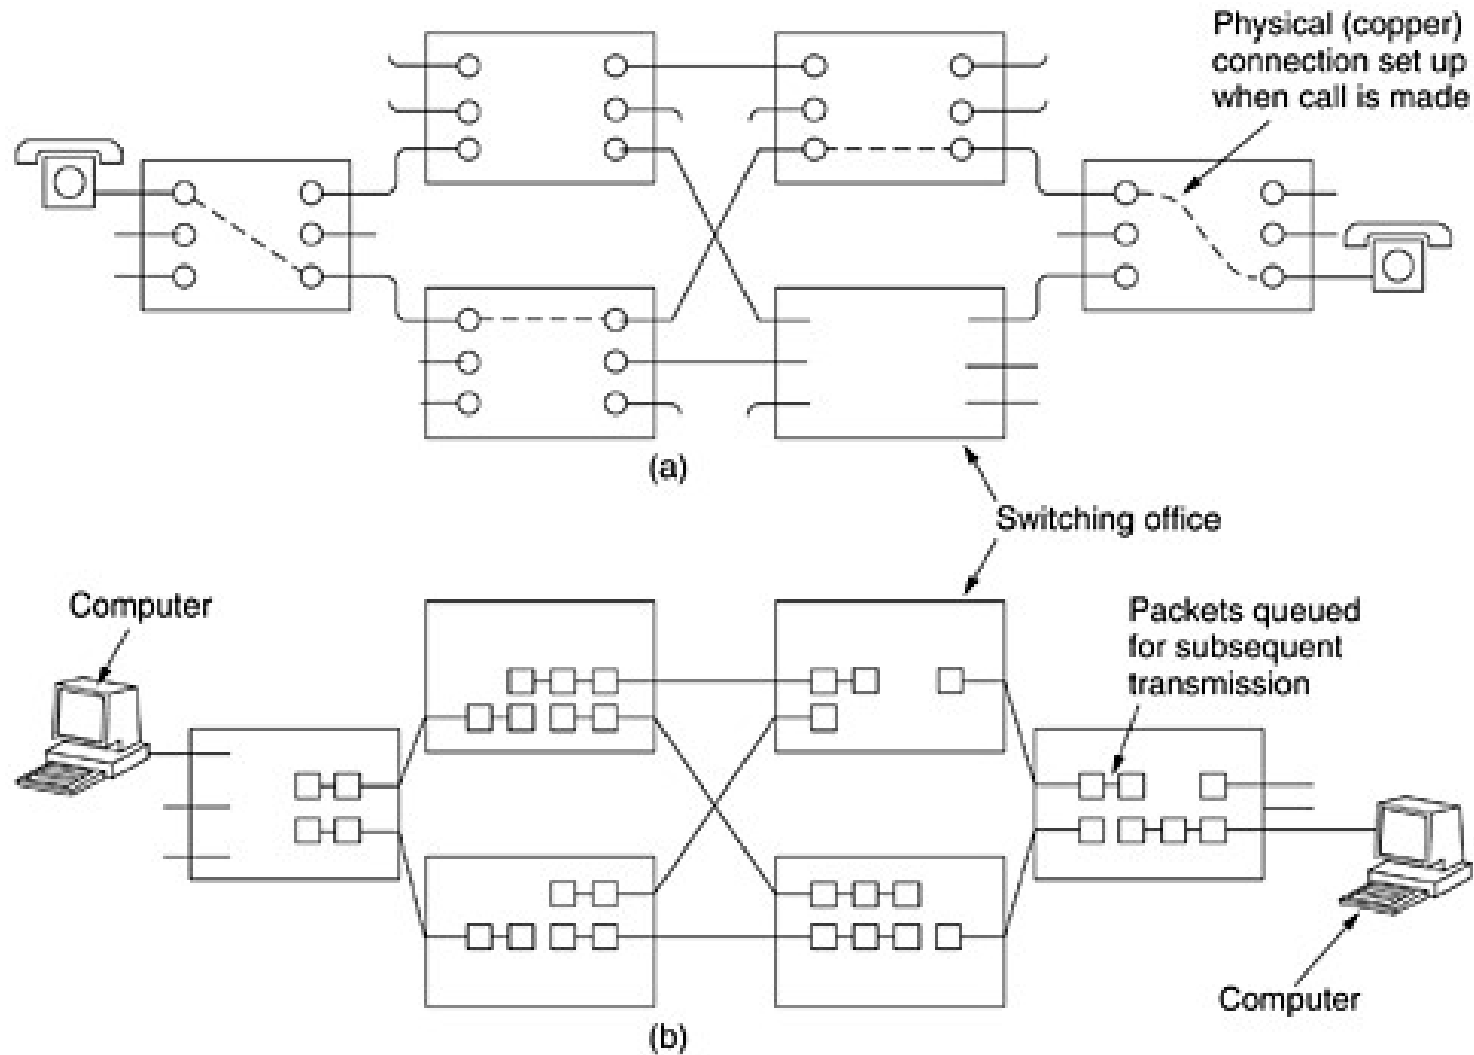 Physical (copper)
connection set up
when call is made
(a)
Switching office
Computer
Packets queued
for subsequent
transmission
Computer
(b)